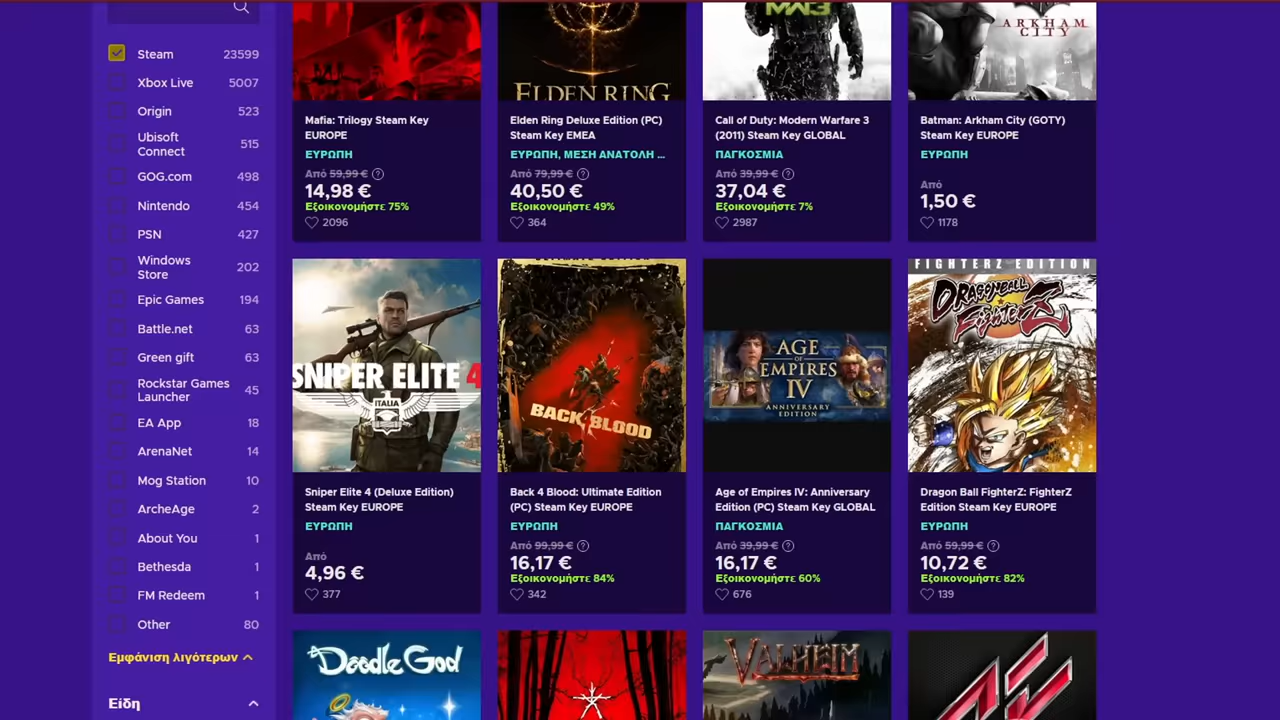 Steam 23599
Xbox Live 5007
Origin 523
Ubisoft
Connect 515
GOG.com 498
Nintendo 454
PSN 427
Windows
Store 202
Epic Games 194
Battle.net 63
Green gift 63
Rockstar Games
Launcher 45
EA App 18
ArenaNet 14
Mog Station 10
ArcheAge 2
About You 1
Bethesda 1
FM Redeem 1
Other 80
Εμφάνιση λιγότερων
Είδη
Mafia: Trilogy Steam Key
EUROPE
ΕΥΡΩΠΗ
Από 59,99 €
14,98 €
Εξοικονομήστε 75%
2096
ELDEN RING
Elden Ring Deluxe Edition (PC)
Steam Key EMEA
ΕΥΡΩΠΗ, ΜΕΣΗ ΑΝΑΤΟΛΗ ...
Από 79,99 €
40,50 €
Εξοικονομήστε 49%
364
MW3
Call of Duty: Modern Warfare 3
(2011) Steam Key GLOBAL
ΠΑΓΚΟΣΜΙΑ
Από 39,99 €
37,04 €
Εξοικονομήστε 7%
2987
ARKHAM
CITY
Batman: Arkham City (GOTY)
Steam Key EUROPE
ΕΥΡΩΠΗ
Από
1,50 €
1178
SNIPER ELITE 4
ITALIA
Sniper Elite 4 (Deluxe Edition)
Steam Key EUROPE
ΕΥΡΩΠΗ
Από
4,96 €
377
4
BACK BLOOD
Back 4 Blood: Ultimate Edition
(PC) Steam Key EUROPE
ΕΥΡΩΠΗ
Από 99,99 €
16,17 €
Εξοικονομήστε 84%
342
AGE
OF
EMPIRES
IV
ANNIVERSARY
EDITION
Age of Empires IV: Anniversary
Edition (PC) Steam Key GLOBAL
ΠΑΓΚΟΣΜΙΑ
Από 39,99 €
16,17 €
Εξοικονομήστε 60%
676
FIGHTERZ EDITION
DRAGONBALL
FighterZ
Dragon Ball FighterZ: FighterZ
Edition Steam Key EUROPE
ΕΥΡΩΠΗ
Από 59,99 €
10,72 €
Εξοικονομήστε 82%
139
Doodle God
VALHEIM